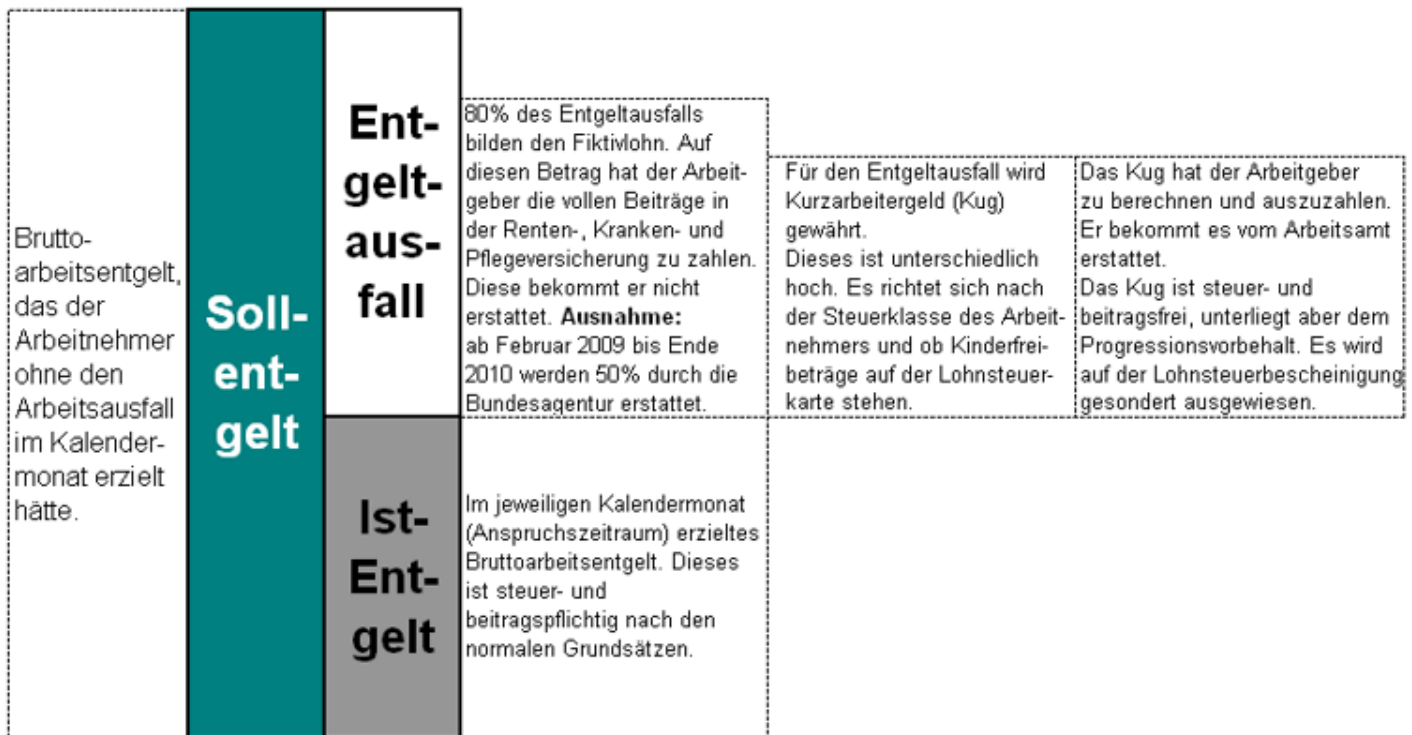 Brutto-
arbeitsentgelt,
das der
Arbeitnehmer
ohne den
Arbeitsausfall
im Kalender-
monat erzielt
hätte.
Soll-
ent-
gelt
Ent-
gelt-
aus-
fall
80% des Entgeltausfalls
bilden den Fiktivlohn. Auf
diesen Betrag hat der Arbeit-
geber die vollen Beiträge in
der Renten-, Kranken- und
Pflegeversicherung zu zahlen.
Diese bekommt er nicht
erstattet. Ausnahme:
ab Februar 2009 bis Ende
2010 werden 50% durch die
Bundesagentur erstattet.
Für den Entgeltausfall wird
Kurzarbeitergeld (Kug)
gewährt.
Dieses ist unterschiedlich
hoch. Es richtet sich nach
der Steuerklasse des Arbeit-
nehmers und ob Kinderfrei-
beträge auf der Lohnsteuer-
karte stehen.
Das Kug hat der Arbeitgeber
zu berechnen und auszuzahlen.
Er bekommt es vom Arbeitsamt
erstattet.
Das Kug ist steuer- und
beitragsfrei, unterliegt aber dem
Progressionsvorbehalt. Es wird
auf der Lohnsteuerbescheinigung
gesondert ausgewiesen.
Ist-
Ent-
gelt
Im jeweiligen Kalendermonat
(Anspruchszeitraum) erzieltes
Bruttoarbeitsentgelt. Dieses
ist steuer- und
beitragspflichtig nach den
normalen Grundsätzen.